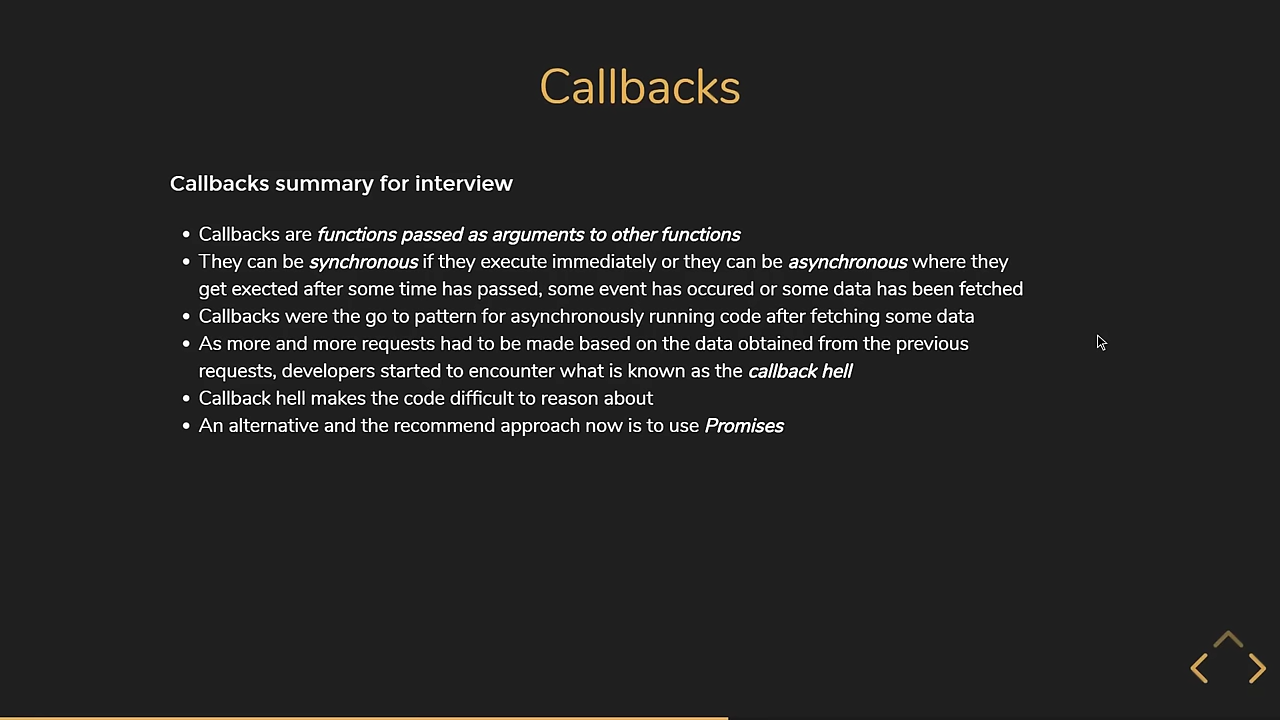 Callbacks
Callbacks summary for interview
• Callbacks are functions passed as arguments to other functions
• They can be synchronous if they execute immediately or they can be asynchronous where they
get exected after some time has passed, some event has occured or some data has been fetched
• Callbacks were the go to pattern for asynchronously running code after fetching some data
• As more and more requests had to be made based on the data obtained from the previous
requests, developers started to encounter what is known as the callback hell
• Callback hell makes the code difficult to reason about
• An alternative and the recommend approach now is to use Promises